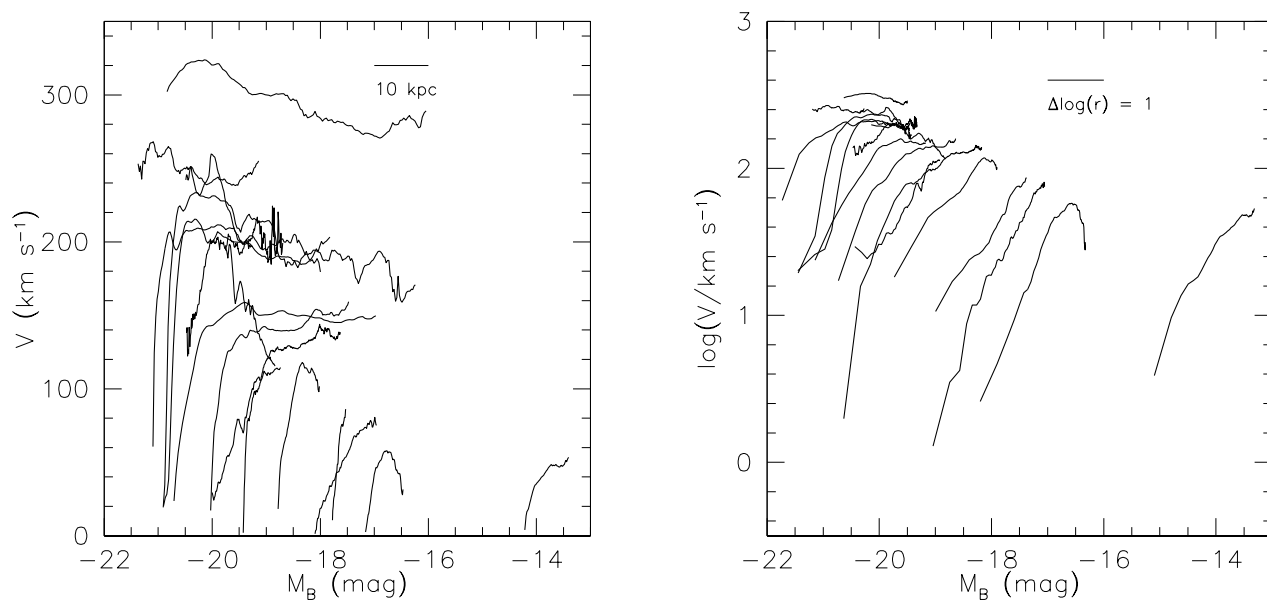 300
200
100
0
V (km s⁻¹)
10 kpc
−22 −20 −18 −16 −14
M_B (mag)
3
2
1
0
log(V/km s⁻¹)
Δlog(r) = 1
−22 −20 −18 −16 −14
M_B (mag)